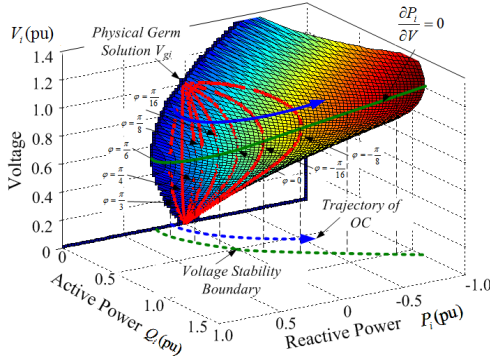 V_i(pu)
Physical Germ
Solution V_gi
∂P_i/∂V = 0
1.4
1.2
1.0
0.8
0.6
0.4
0.2
0
Voltage
φ = π/16
φ = π/8
φ = π/6
φ = π/4
φ = π/3
φ = 0
φ = -π/16
φ = -π/8
Trajectory of
OC
Voltage Stability
Boundary
0
0.5
1.0
1.5
Active Power Q_i(pu)
1.0
0.5
0
-0.5
-1.0
Reactive Power P_i(pu)